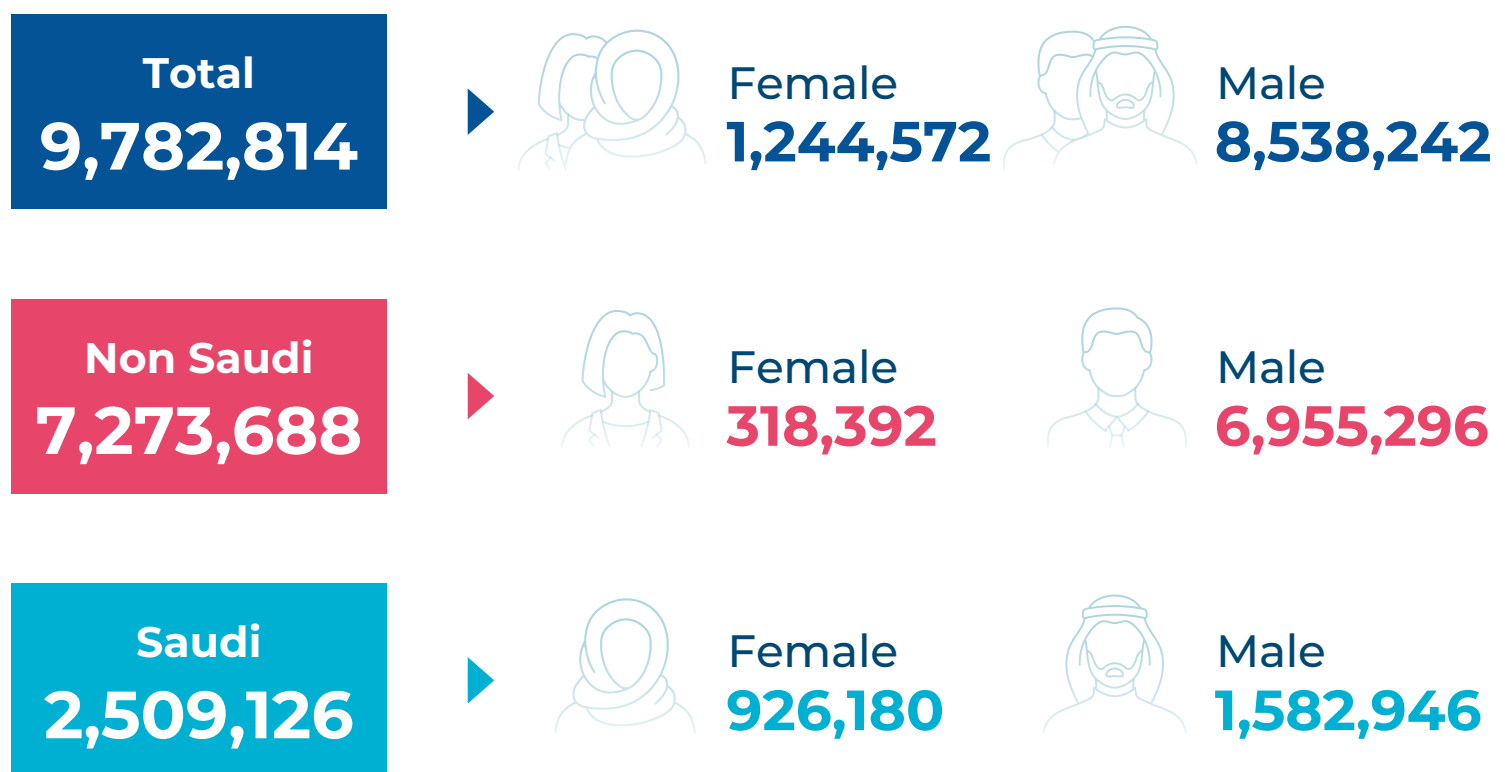 Total
9,782,814
Female
1,244,572
Male
8,538,242
Non Saudi
7,273,688
Female
318,392
Male
6,955,296
Saudi
2,509,126
Female
926,180
Male
1,582,946